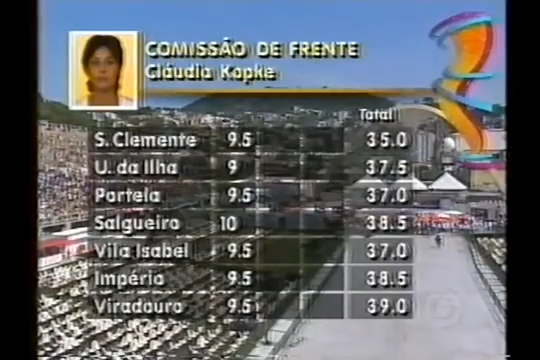 COMISSÃO DE FRENTE
Cláudia Kopke
Total
S. Clemente 9.5 35.0
U. da Ilha 9 37.5
Portela 9.5 37.0
Salgueiro 10 38.5
Vila Isabel 9.5 37.0
Império 9.5 38.5
Viradouro 9.5 39.0